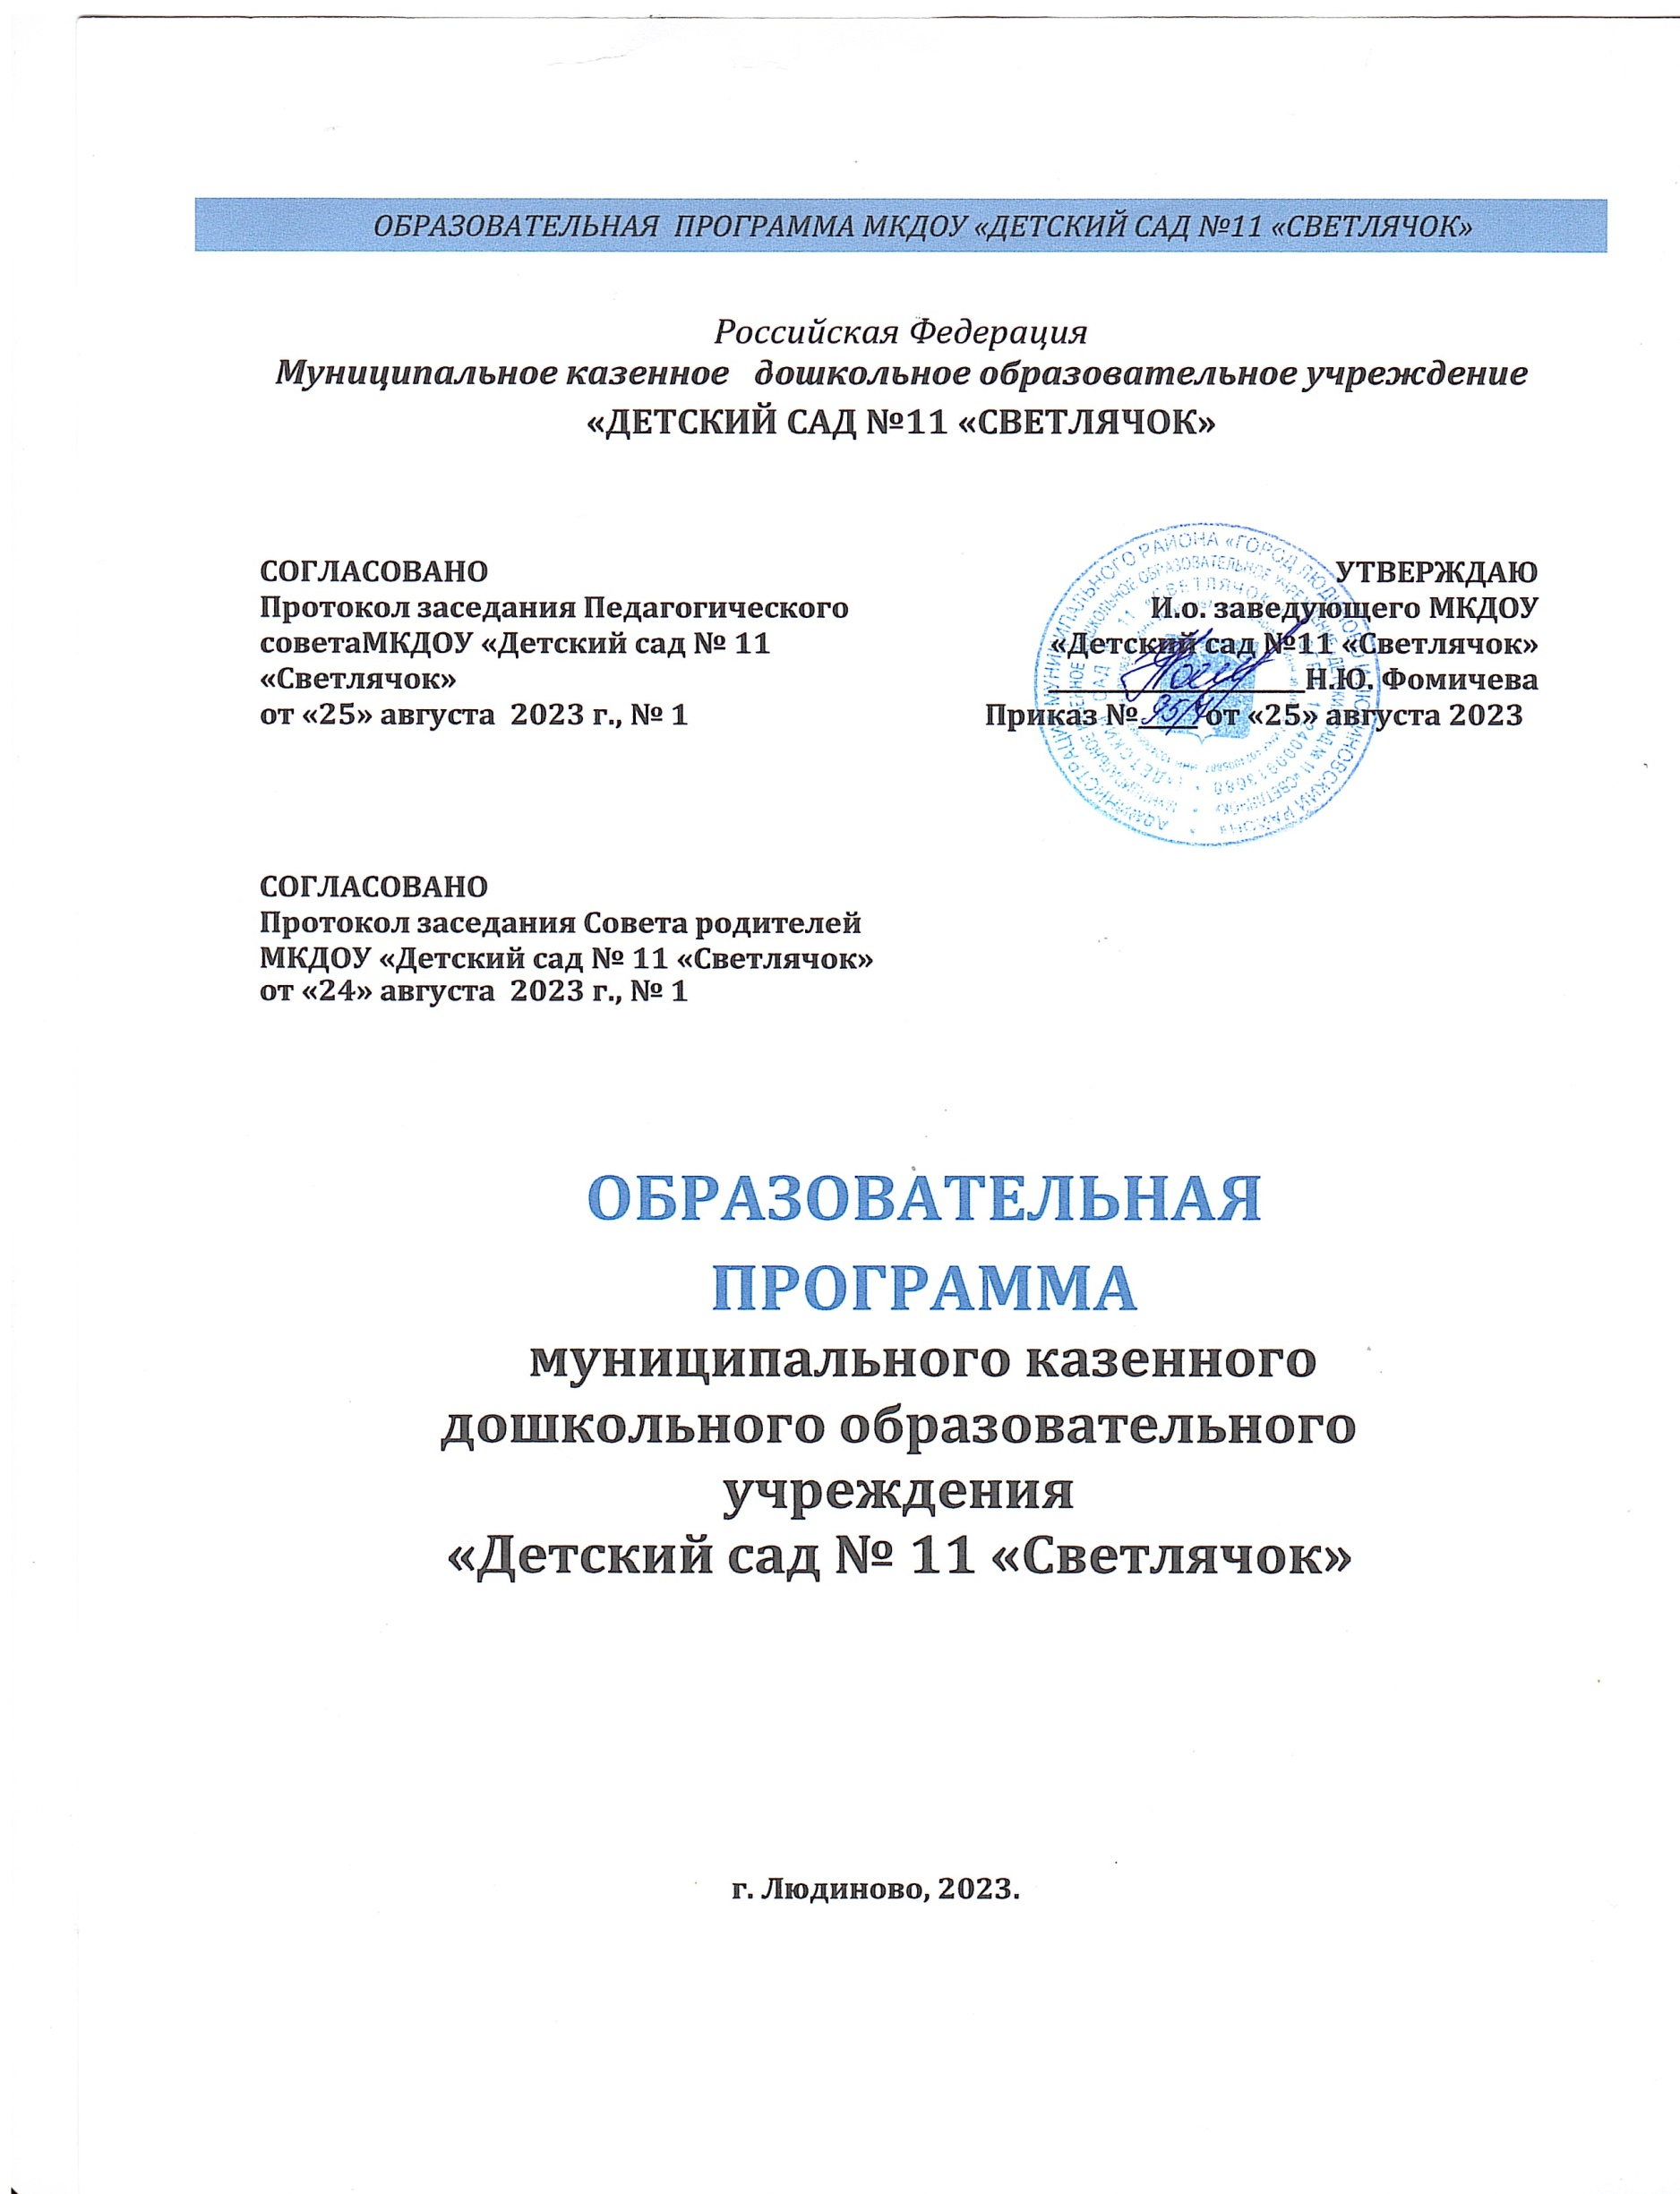 ОБРАЗОВАТЕЛЬНАЯ ПРОГРАММА МКДОУ «ДЕТСКИЙ САД №11 «СВЕТЛЯЧОК»
Российская Федерация
Муниципальное казенное дошкольное образовательное учреждение
«ДЕТСКИЙ САД №11 «СВЕТЛЯЧОК»
СОГЛАСОВАНО
Протокол заседания Педагогического
советаМКДОУ «Детский сад № 11
«Светлячок»
от «25» августа 2023 г., № 1
УТВЕРЖДАЮ
И.о. заведующего МКДОУ
«Детский сад №11 «Светлячок»
Н.Ю. Фомичева
Приказ № от «25» августа 2023
СОГЛАСОВАНО
Протокол заседания Совета родителей
МКДОУ «Детский сад № 11 «Светлячок»
от «24» августа 2023 г., № 1
ОБРАЗОВАТЕЛЬНАЯ
ПРОГРАММА
муниципального казенного
дошкольного образовательного
учреждения
«Детский сад № 11 «Светлячок»
г. Людиново, 2023.